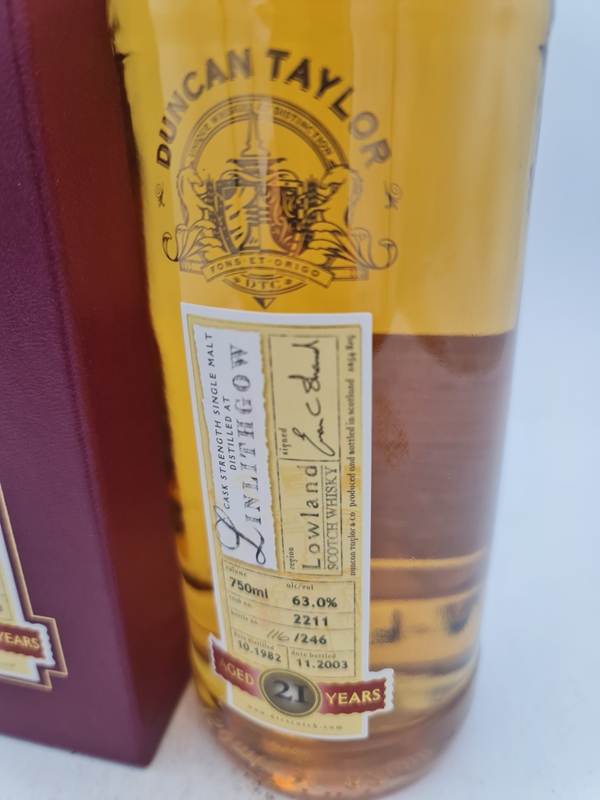 DUNCAN TAYLOR
FONS·ET·ORIGO
DTC
CASK STRENGTH SINGLE MALT
DISTILLED AT
LINLITHGOW
region
Lowland
SCOTCH WHISKY
signed
Duncan Taylor & Co produced and bottled in scotland
volume
750ml
alc/vol
63.0%
cask no.
2211
bottle no.
116 /246
date distilled
10.1982
date bottled
11.2003
AGED 21 YEARS
www.dtcscotch.com
YEARS